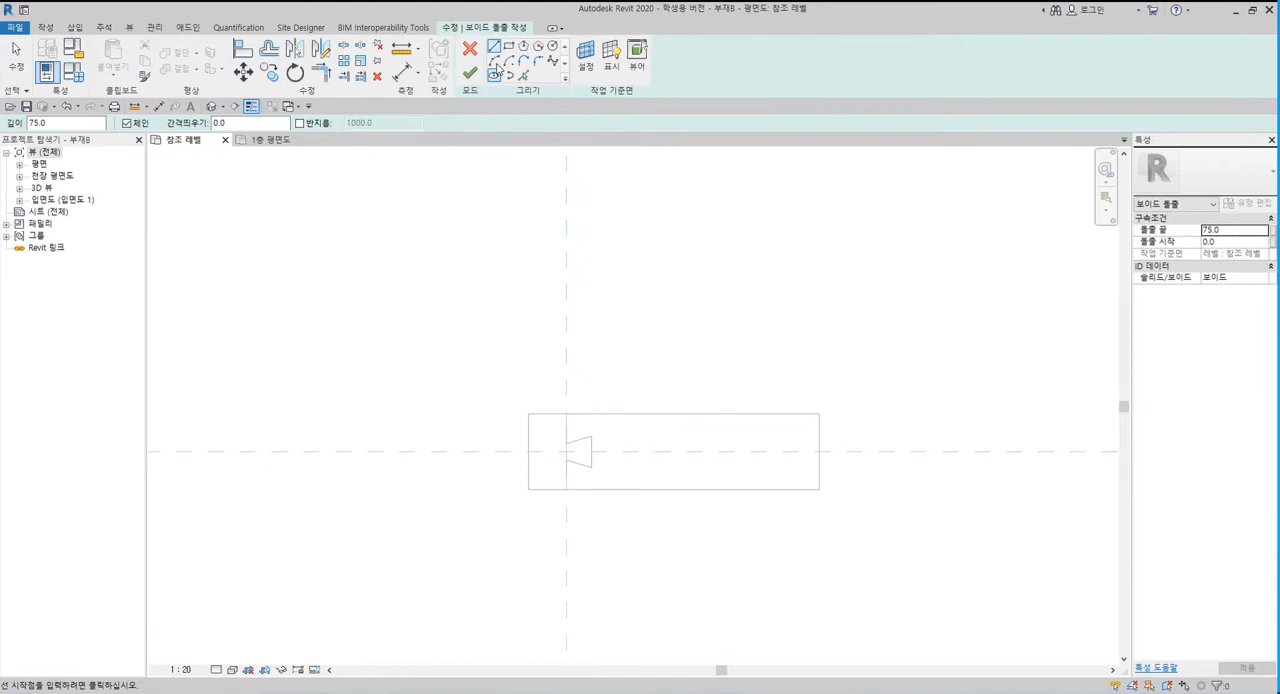 Autodesk Revit 2020 - 학생용 버전 - 부재B - 평면도: 참조 레벨
로그인
파일 작성 삽입 주석 뷰 관리 애드인 Quantification Site Designer BIM Interoperability Tools 수정 | 보이드 돌출 작성
수정
붙여넣기
절단
결합
설정 표시 뷰어
선택 특성 클립보드 형상 수정 측정 작성 모드 그리기 작업 기준면
깊이 75.0 체인 간격띄우기: 0.0 반지름: 1000.0
프로젝트 탐색기 - 부재B
참조 레벨
1층 평면도
특성
뷰 (전체)
평면
천장 평면도
3D 뷰
입면도 (입면도 1)
시트 (전체)
패밀리
그룹
Revit 링크
R
보이드 돌출 유형 편집
구속조건
돌출 끝 75.0
돌출 시작 0.0
작업 기준면 레벨 : 참조 레벨
ID 데이터
솔리드/보이드 보이드
1 : 20
특성 도움말 적용
선 시작점을 입력하려면 클릭하십시오.
:0